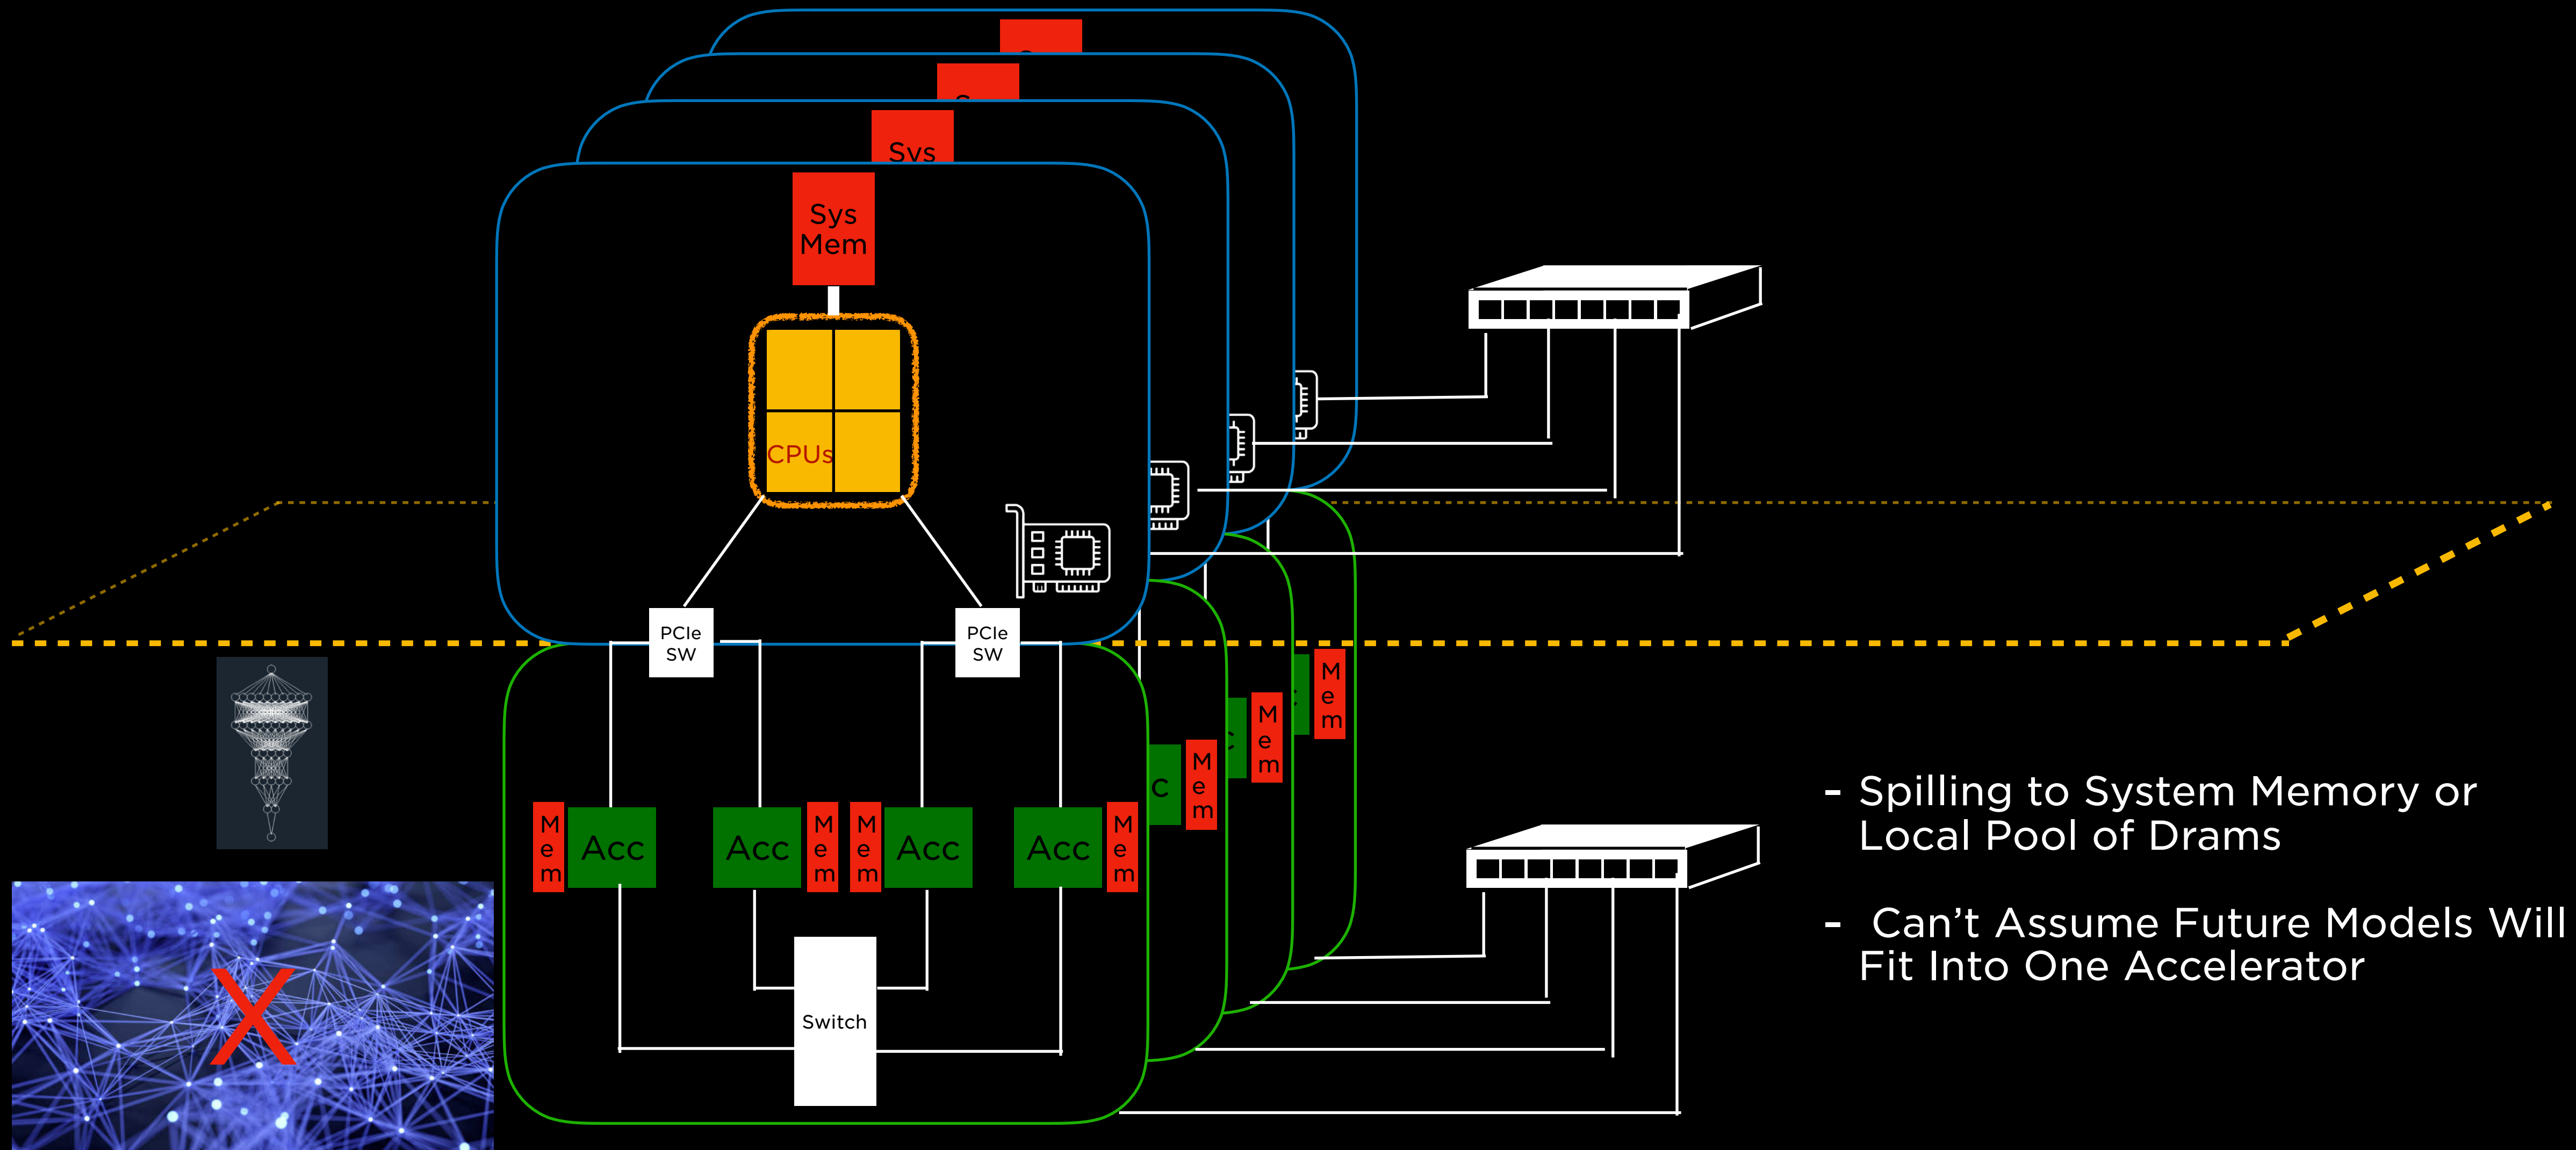 Sys
Sys
Mem
CPUs
PCIe
SW
PCIe
SW
M
e
m
M
e
m
M
e
m
C
M
e
m
Acc
Acc
Acc
Acc
M
e
m
M
e
m
M
e
m
M
e
m
Switch
X
- Spilling to System Memory or
Local Pool of Drams
- Can’t Assume Future Models Will
Fit Into One Accelerator